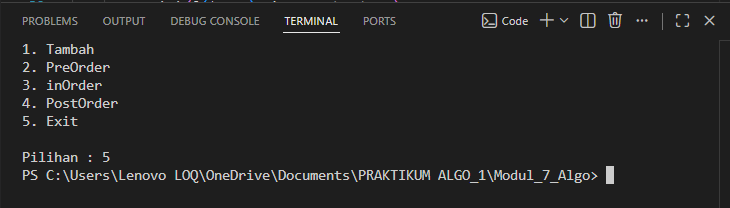 PROBLEMS OUTPUT DEBUG CONSOLE TERMINAL PORTS Code
1. Tambah
2. PreOrder
3. inOrder
4. PostOrder
5. Exit
Pilihan : 5
PS C:\Users\Lenovo LOQ\OneDrive\Documents\PRAKTIKUM ALGO_1\Modul_7_Algo>